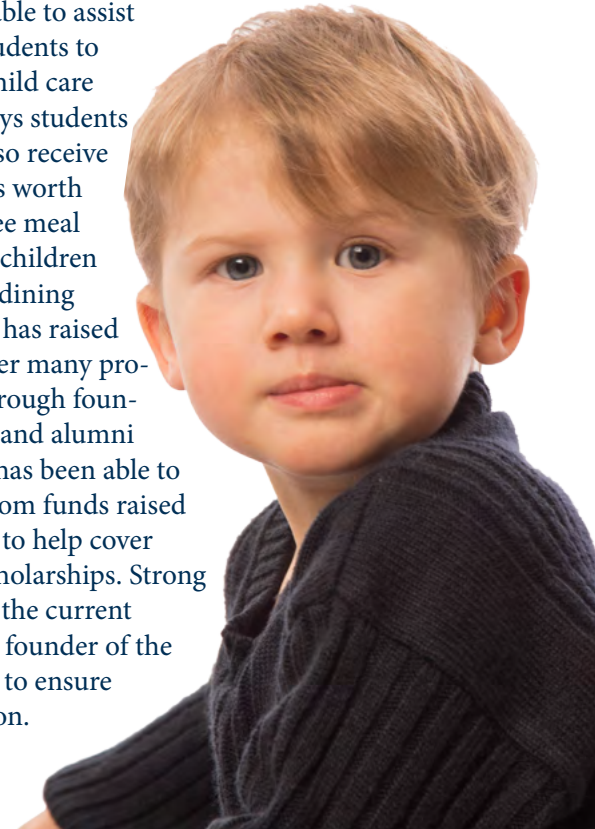 ble to assist
udents to
hild care
ys students
so receive
s worth
ee meal
children
dining
has raised
er many pro-
rough foun-
and alumni
has been able to
om funds raised
to help cover
holarships. Strong
the current
founder of the
to ensure
on.